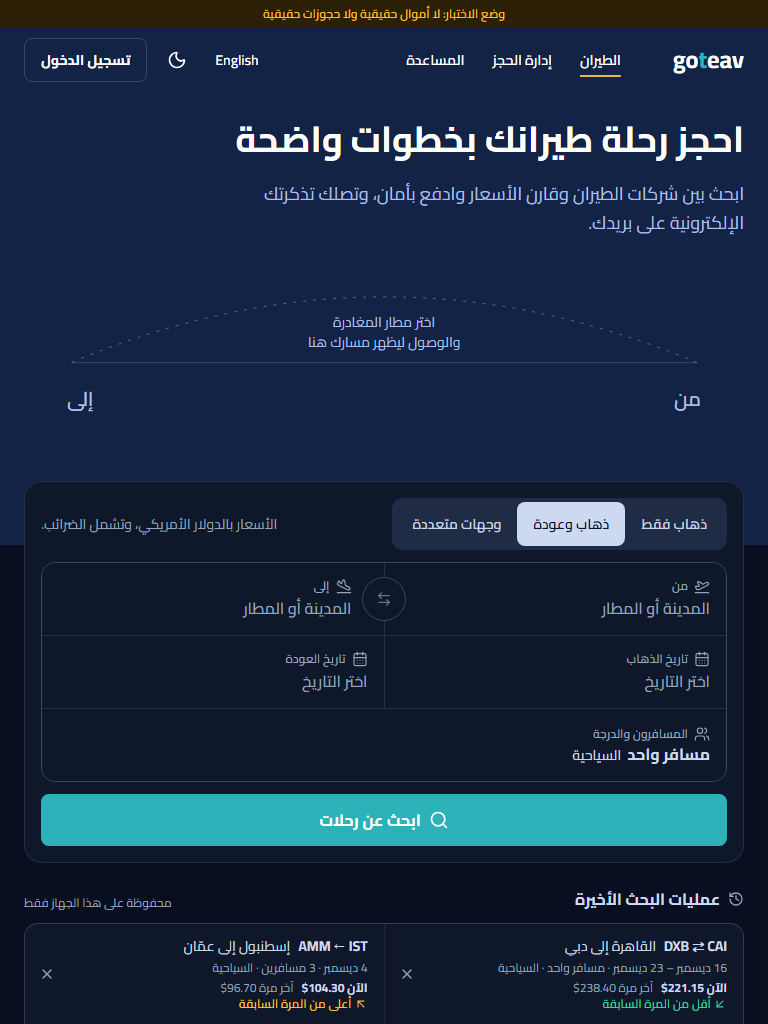 وضع الاختبار: لا أموال حقيقية ولا حجوزات حقيقية
goteav
الطيران
إدارة الحجز
المساعدة
English
تسجيل الدخول
احجز رحلة طيرانك بخطوات واضحة
ابحث بين شركات الطيران وقارن الأسعار وادفع بأمان، وتصلك تذكرتك
الإلكترونية على بريدك.
اختر مطار المغادرة
والوصول ليظهر مسارك هنا
من
إلى
ذهاب فقط
ذهاب وعودة
وجهات متعددة
الأسعار بالدولار الأمريكي، وتشمل الضرائب.
من
المدينة أو المطار
إلى
المدينة أو المطار
تاريخ الذهاب
اختر التاريخ
تاريخ العودة
اختر التاريخ
المسافرون والدرجة
مسافر واحد السياحية
ابحث عن رحلات
عمليات البحث الأخيرة
محفوظة على هذا الجهاز فقط
CAI ⇄ DXB القاهرة إلى دبي
16 ديسمبر – 23 ديسمبر · مسافر واحد · السياحية
الآن $221.15 آخر مرة $238.40
أقل من المرة السابقة
IST ← AMM إسطنبول إلى عمّان
4 ديسمبر · 3 مسافرين · السياحية
الآن $104.30 آخر مرة $96.70
أعلى من المرة السابقة